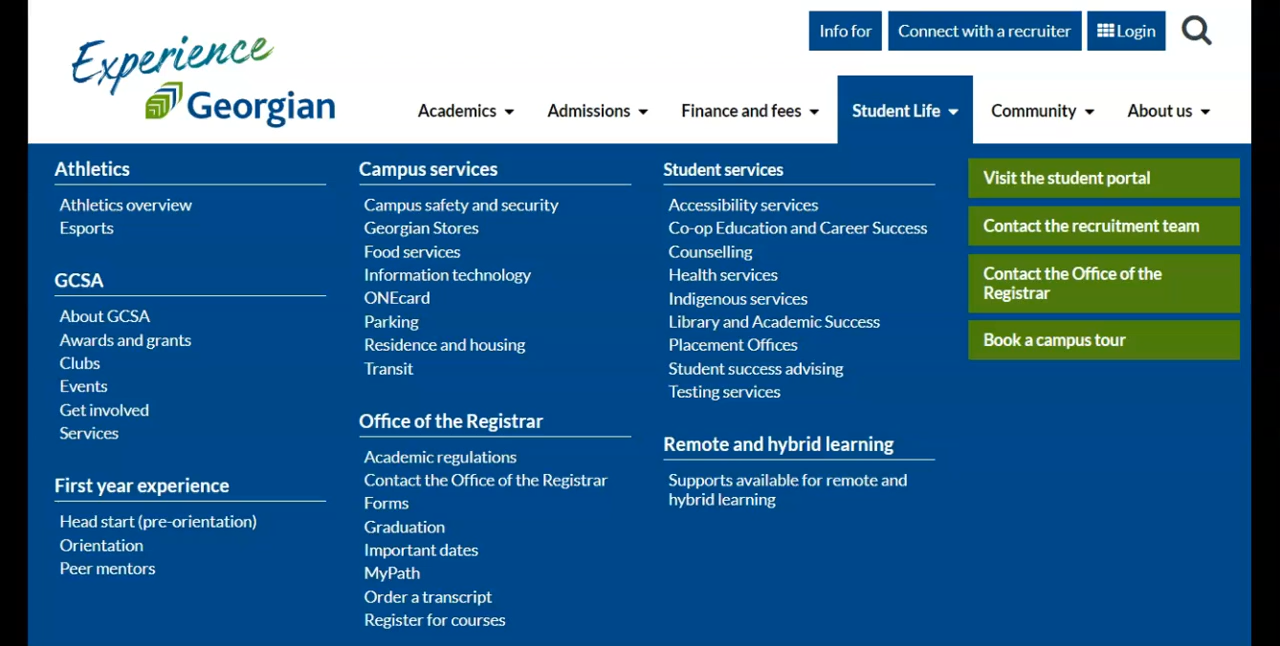 Info for
Connect with a recruiter
Login
Experience
Georgian
Academics
Admissions
Finance and fees
Student Life
Community
About us
Athletics
Athletics overview
Esports
GCSA
About GCSA
Awards and grants
Clubs
Events
Get involved
Services
First year experience
Head start (pre-orientation)
Orientation
Peer mentors
Campus services
Campus safety and security
Georgian Stores
Food services
Information technology
ONEcard
Parking
Residence and housing
Transit
Office of the Registrar
Academic regulations
Contact the Office of the Registrar
Forms
Graduation
Important dates
MyPath
Order a transcript
Register for courses
Student services
Accessibility services
Co-op Education and Career Success
Counselling
Health services
Indigenous services
Library and Academic Success
Placement Offices
Student success advising
Testing services
Remote and hybrid learning
Supports available for remote and
hybrid learning
Visit the student portal
Contact the recruitment team
Contact the Office of the
Registrar
Book a campus tour